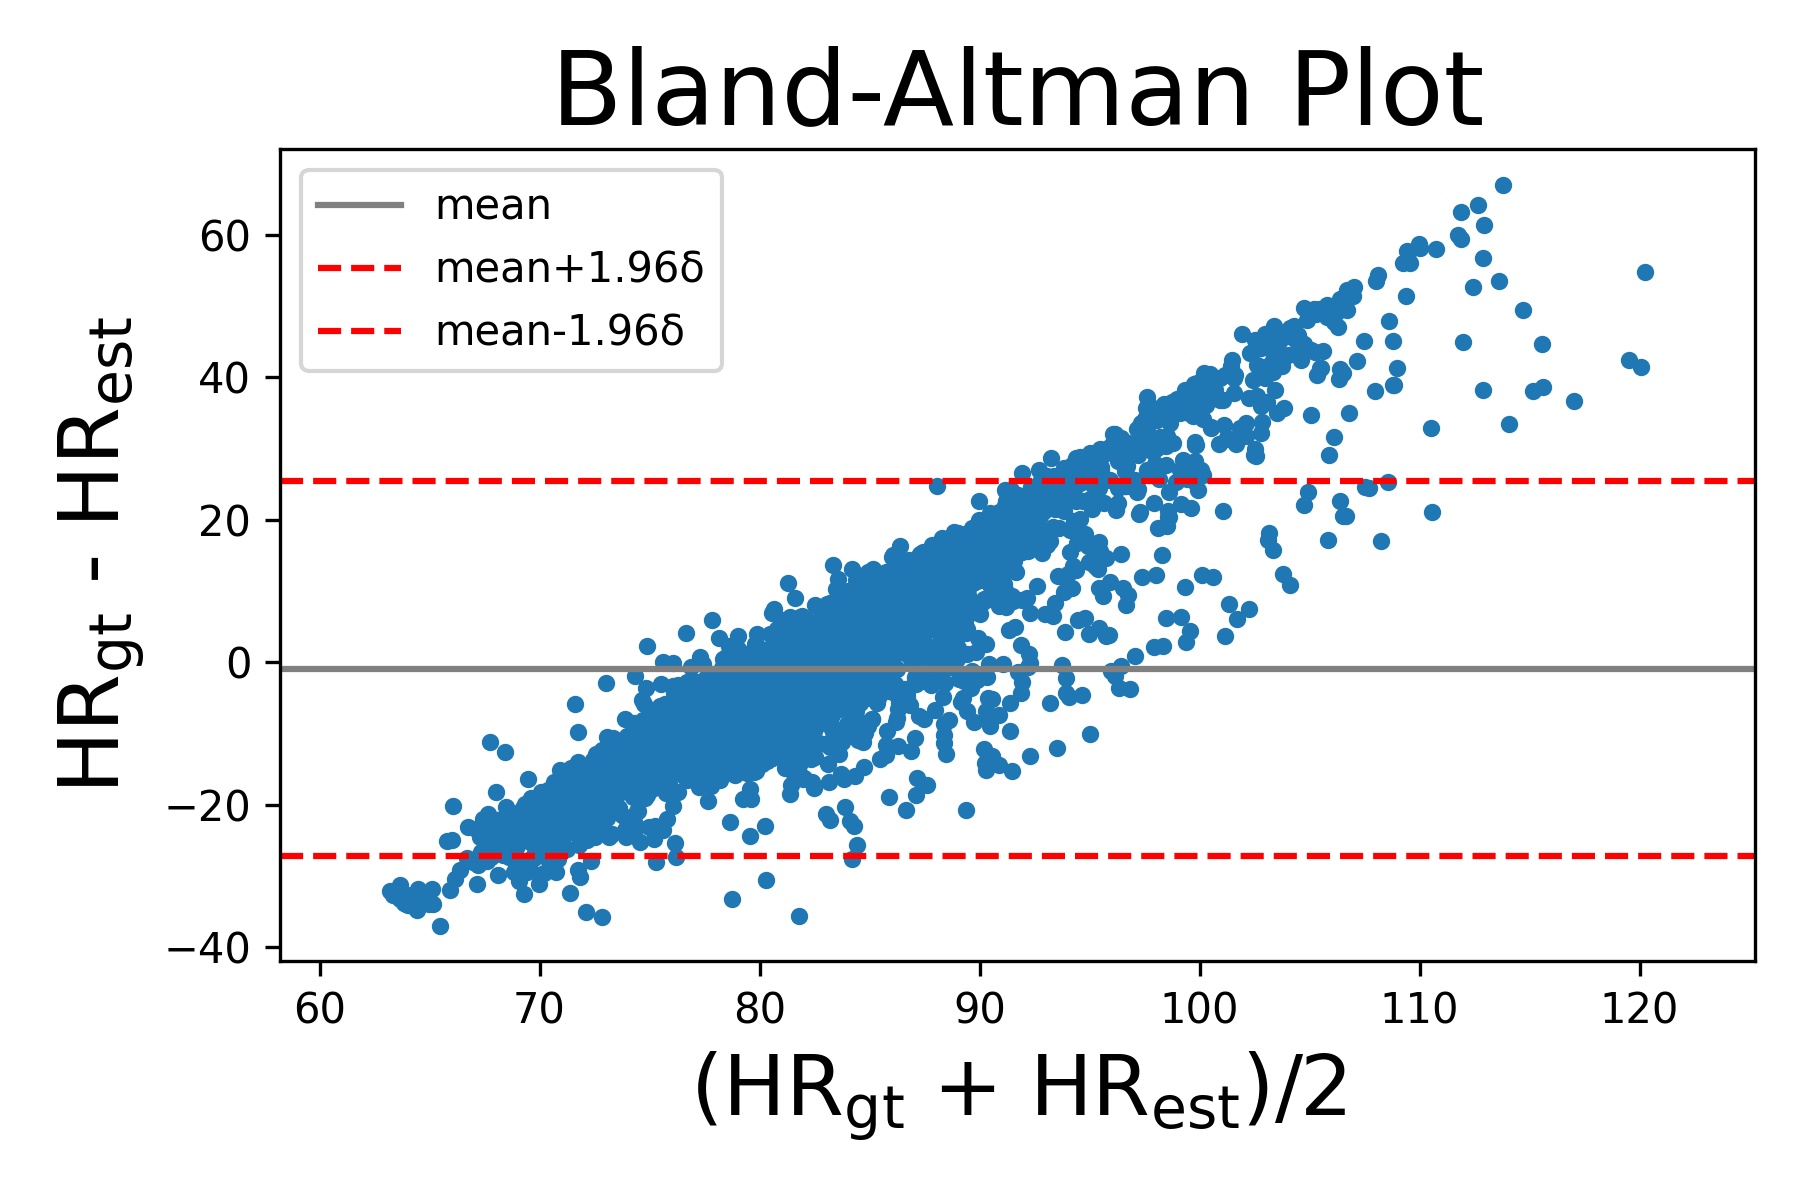 Bland-Altman Plot
mean
mean+1.96δ
mean-1.96δ
HRgt - HRest
60
40
20
0
−20
−40
60 70 80 90 100 110 120
(HRgt + HRest)/2